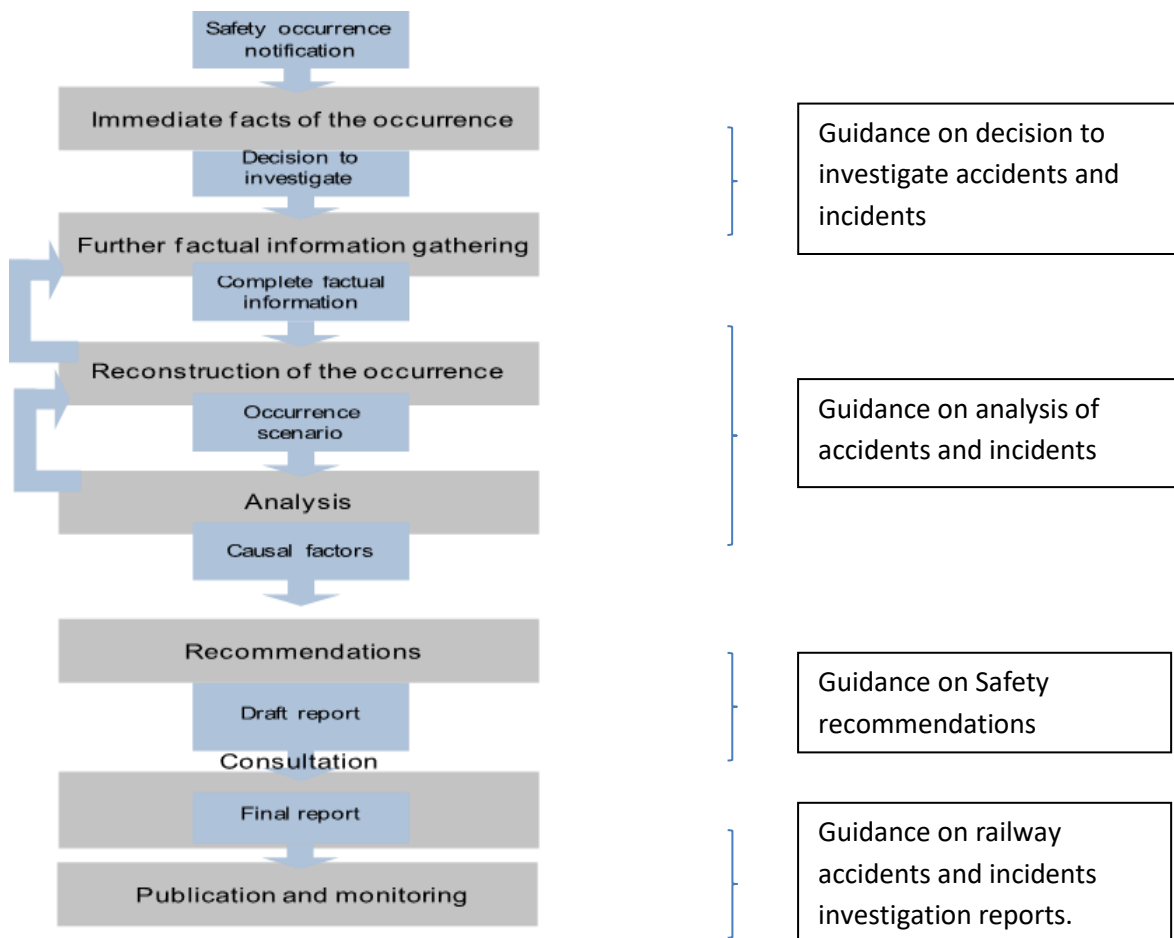 Safety occurrence
notification
Immediate facts of the occurrence
Decision to
investigate
Further factual information gathering
Complete factual
information
Reconstruction of the occurrence
Occurrence
scenario
Analysis
Causal factors
Recommendations
Draft report
Consultation
Final report
Publication and monitoring
Guidance on decision to
investigate accidents and
incidents
Guidance on analysis of
accidents and incidents
Guidance on Safety
recommendations
Guidance on railway
accidents and incidents
investigation reports.